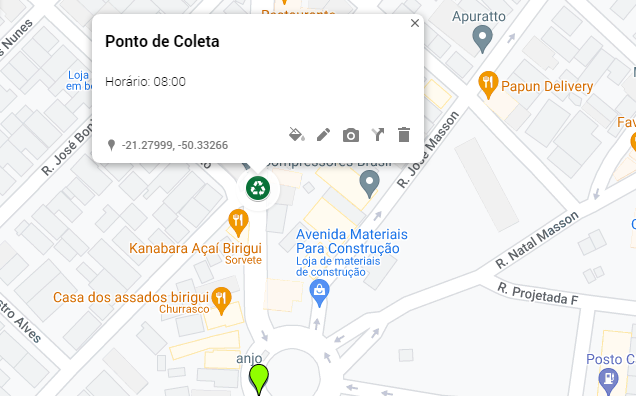 Restaurante
Apuratto
Nunes
Ponto de Coleta
Horário: 08:00
-21.27999, -50.33266
Loja
em b
R. José Bon
Papun Delivery
Fav
R. José Masson
Compressores Brasil
Kanabara Açaí Birigui
Sorvete
Avenida Materiais
Para Construção
Loja de materiais
de construção
R. Natal Masson
Casa dos assados birigui
Churrasco
R. Projetada F
stro Alves
anjo
Posto C